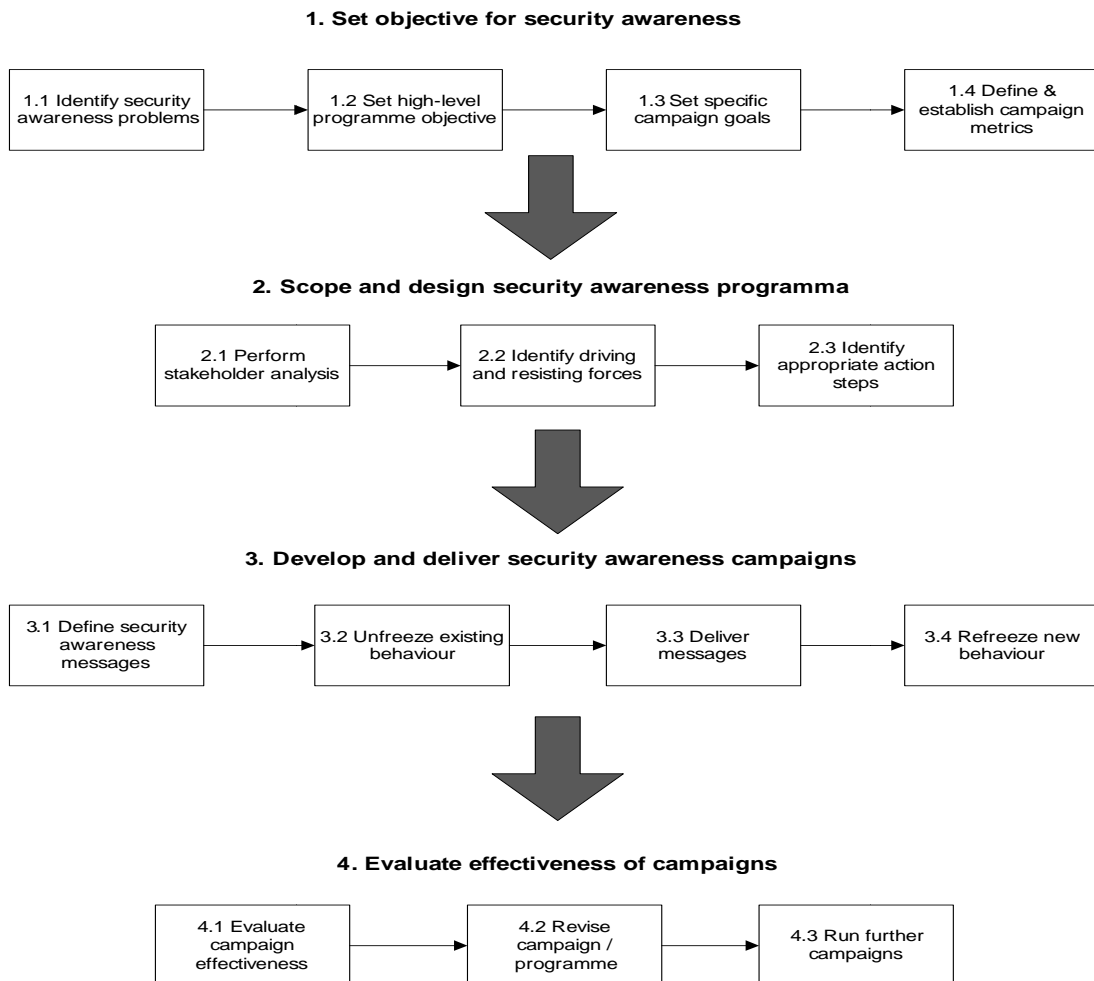 1. Set objective for security awareness
1.1 Identify security
awareness problems
1.2 Set high-level
programme objective
1.3 Set specific
campaign goals
1.4 Define &
establish campaign
metrics
2. Scope and design security awareness programma
2.1 Perform
stakeholder analysis
2.2 Identify driving
and resisting forces
2.3 Identify
appropriate action
steps
3. Develop and deliver security awareness campaigns
3.1 Define security
awareness
messages
3.2 Unfreeze existing
behaviour
3.3 Deliver
messages
3.4 Refreeze new
behaviour
4. Evaluate effectiveness of campaigns
4.1 Evaluate
campaign
effectiveness
4.2 Revise
campaign /
programme
4.3 Run further
campaigns